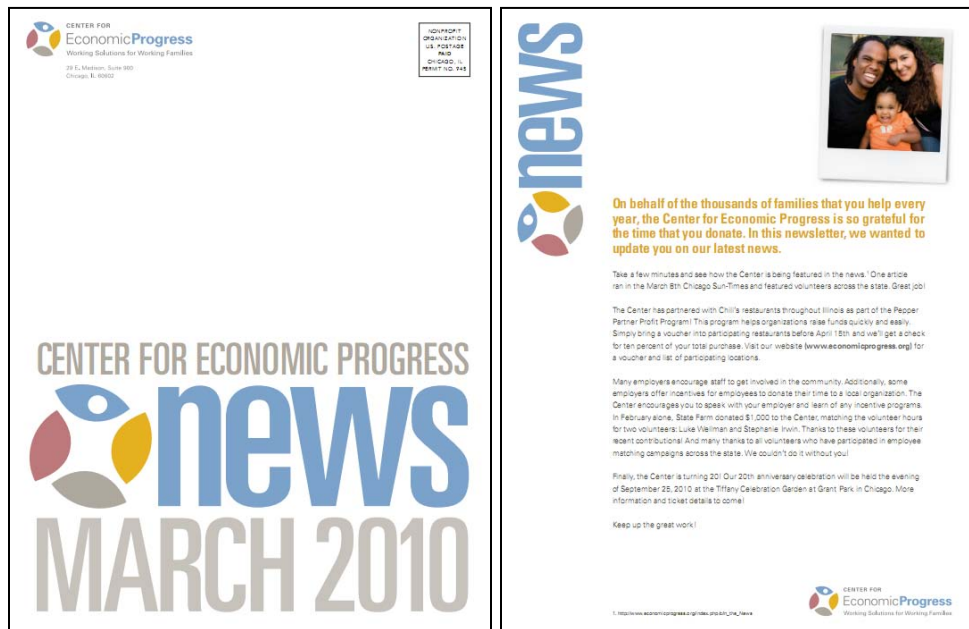 CENTER FOR
EconomicProgress
Working Solutions for Working Families
29 E. Madison, Suite 900
Chicago, IL 60602
NONPROFIT
ORGANIZATION
U.S. POSTAGE
PAID
CHICAGO, IL
PERMIT NO. 945
CENTER FOR ECONOMIC PROGRESS
news
MARCH 2010
news
On behalf of the thousands of families that you help every
year, the Center for Economic Progress is so grateful for
the time that you donate. In this newsletter, we wanted to
update you on our latest news.
Take a few minutes and see how the Center is being featured in the news.¹ One article
ran in the March 8th Chicago Sun-Times and featured volunteers across the state. Great job!
The Center has partnered with Chili's restaurants throughout Illinois as part of the Pepper
Partner Profit Program! This program helps organizations raise funds quickly and easily.
Simply bring a voucher into participating restaurants before April 15th and we'll get a check
for ten percent of your total purchase. Visit our website (www.economicprogress.org) for
a voucher and list of participating locations.
Many employers encourage staff to get involved in the community. Additionally, some
employers offer incentives for employees to donate their time to a local organization. The
Center encourages you to speak with your employer and learn of any incentive programs.
In February alone, State Farm donated $1,000 to the Center, matching the volunteer hours
for two volunteers: Luke Weilman and Stephanie Irwin. Thanks to these volunteers for their
recent contributions! And many thanks to all volunteers who have participated in employee
matching campaigns across the state. We couldn't do it without you!
Finally, the Center is turning 20! Our 20th anniversary celebration will be held the evening
of September 25, 2010 at the Tiffany Celebration Garden at Grant Park in Chicago. More
information and ticket details to come!
Keep up the great work!
1. http://www.economicprogress.org/index.php/c/in_the_News
CENTER FOR
EconomicProgress
Working Solutions for Working Families